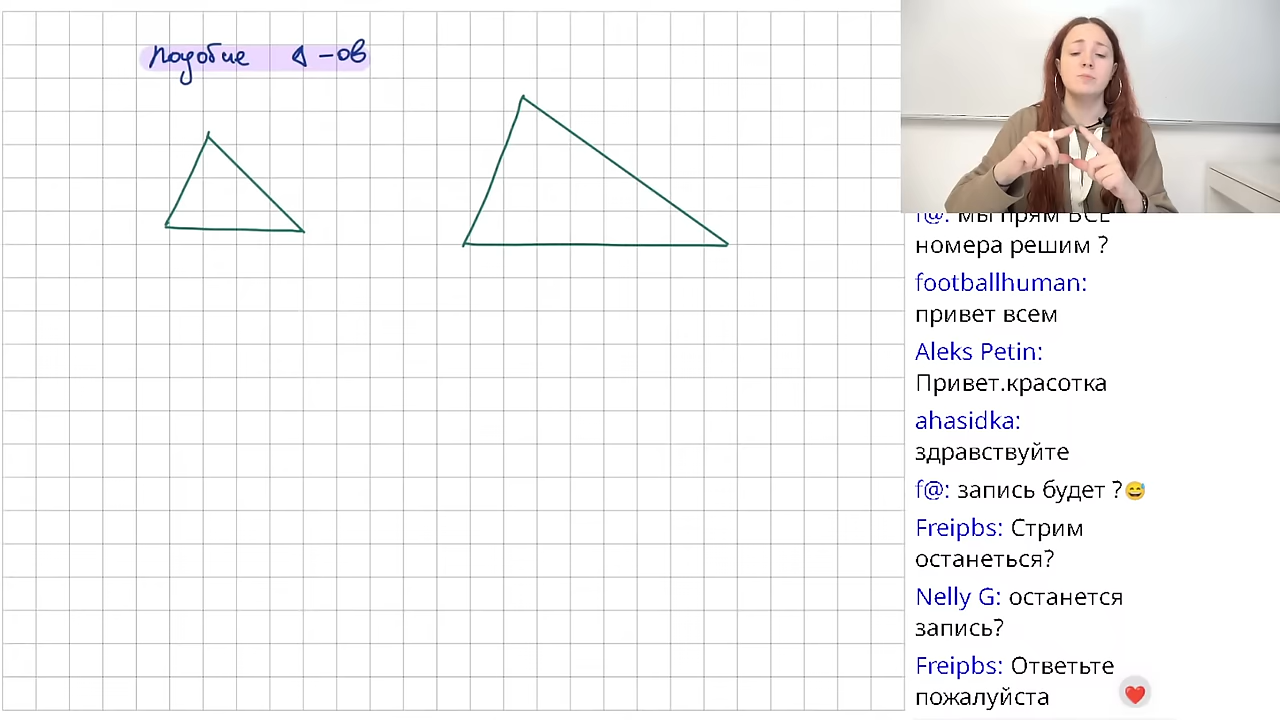 подобие ∆-ов
f@: мы прям ВСЕ
номера решим ?
footballhuman:
привет всем
Aleks Petin:
Привет.красотка
ahasidka:
здравствуйте
f@: запись будет ?😅
Freipbs: Стрим
останеться?
Nelly G: останется
запись?
Freipbs: Ответьте
пожалуйста